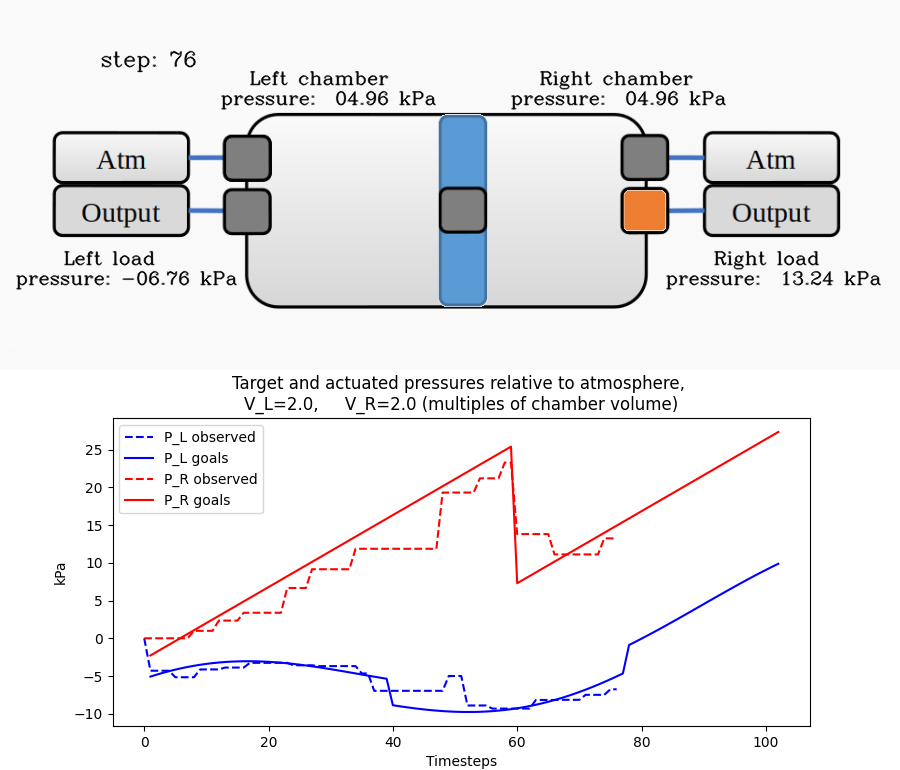 step: 76
Left chamber
pressure:  04.96 kPa
Right chamber
pressure:  04.96 kPa
Atm
Output
Atm
Output
Left load
pressure: −06.76 kPa
Right load
pressure:  13.24 kPa
Target and actuated pressures relative to atmosphere,
V_L=2.0,     V_R=2.0 (multiples of chamber volume)
P_L observed
P_L goals
P_R observed
P_R goals
25
20
15
10
5
0
−5
−10
kPa
0 20 40 60 80 100
Timesteps